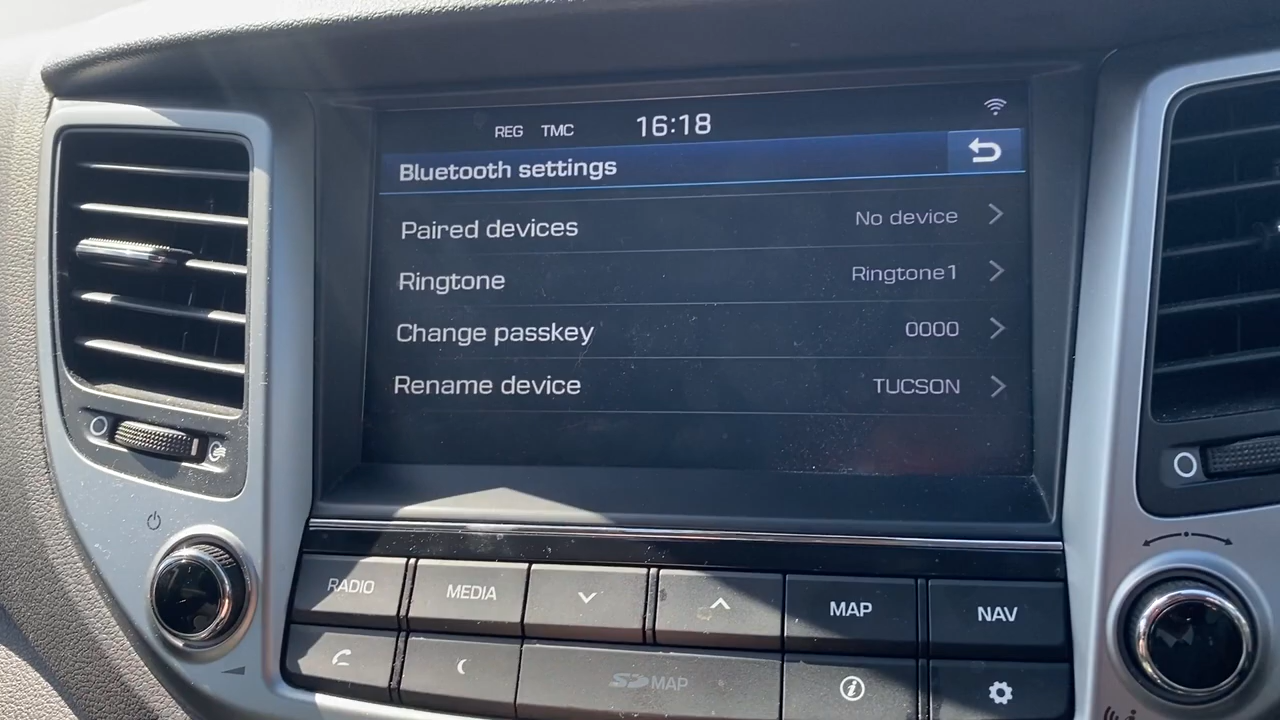 REG TMC 16:18
Bluetooth settings
Paired devices No device
Ringtone Ringtone1
Change passkey 0000
Rename device TUCSON
RADIO MEDIA MAP NAV
SD MAP